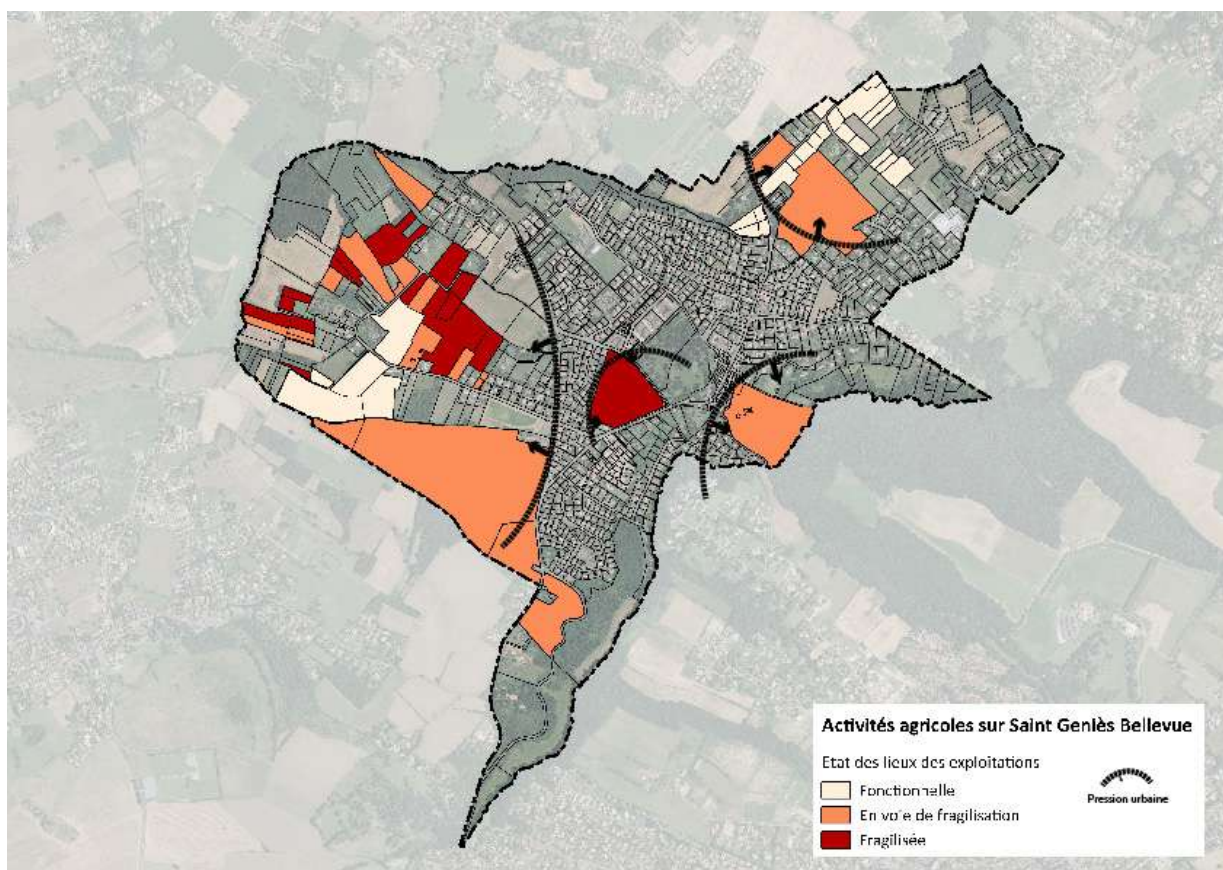 Activités agricoles sur Saint Geniès Bellevue
Etat des lieux des exploitations
Fonctionnelle
En voie de fragilisation
Fragilisée
Pression urbaine